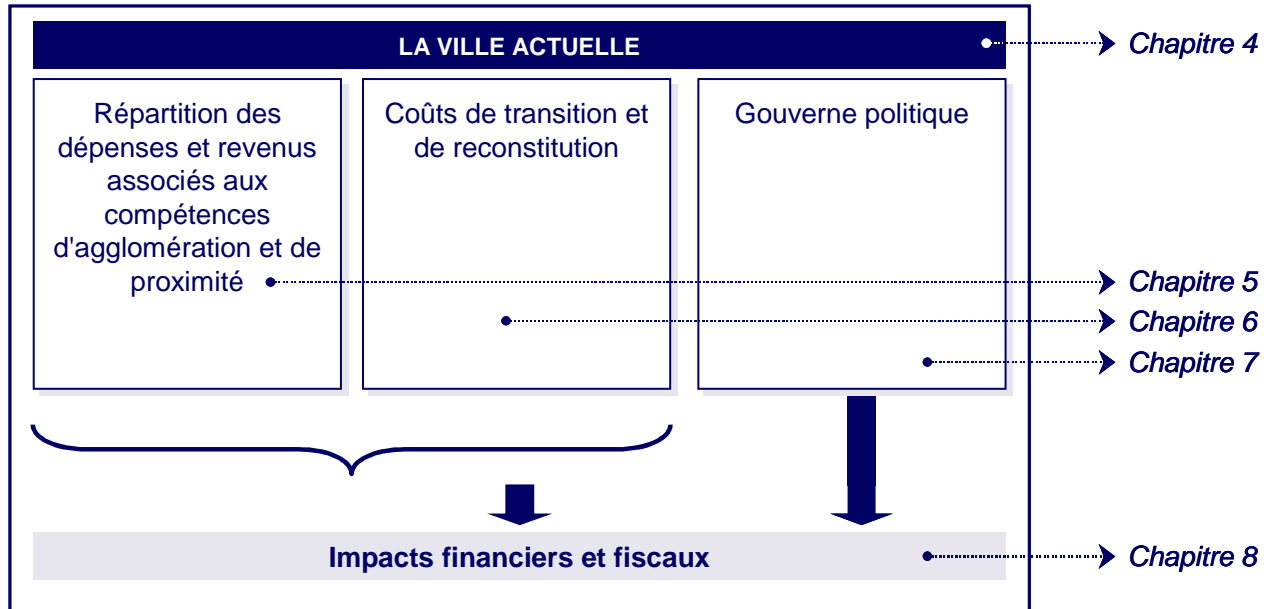 LA VILLE ACTUELLE
Chapitre 4
Répartition des
dépenses et revenus
associés aux
compétences
d'agglomération et de
proximité
Coûts de transition et
de reconstitution
Gouverne politique
Chapitre 5
Chapitre 6
Chapitre 7
Impacts financiers et fiscaux
Chapitre 8